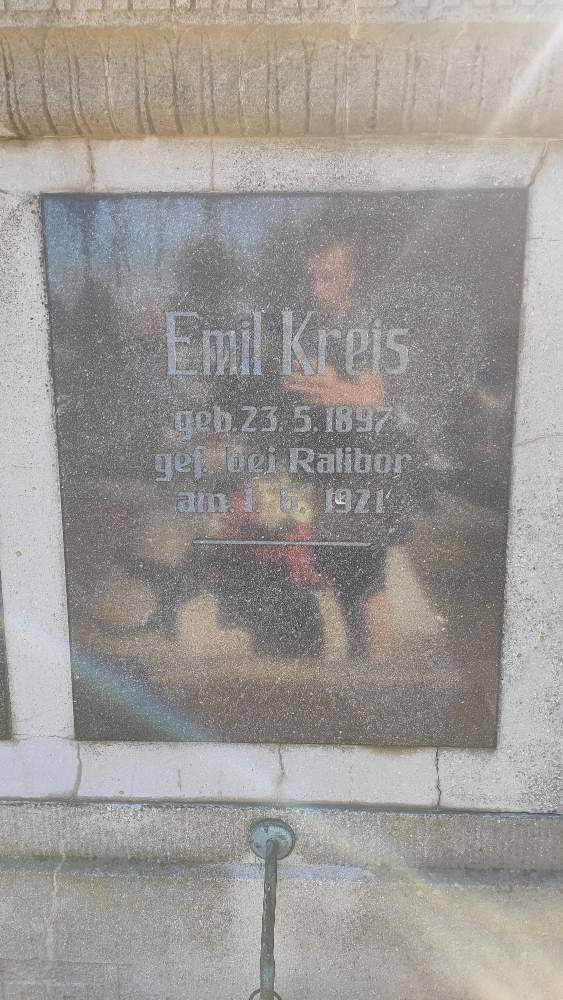 Emil Kreis
geb. 23. 5. 1897
gef. bei Ratibor
am. 1. 6. 1921